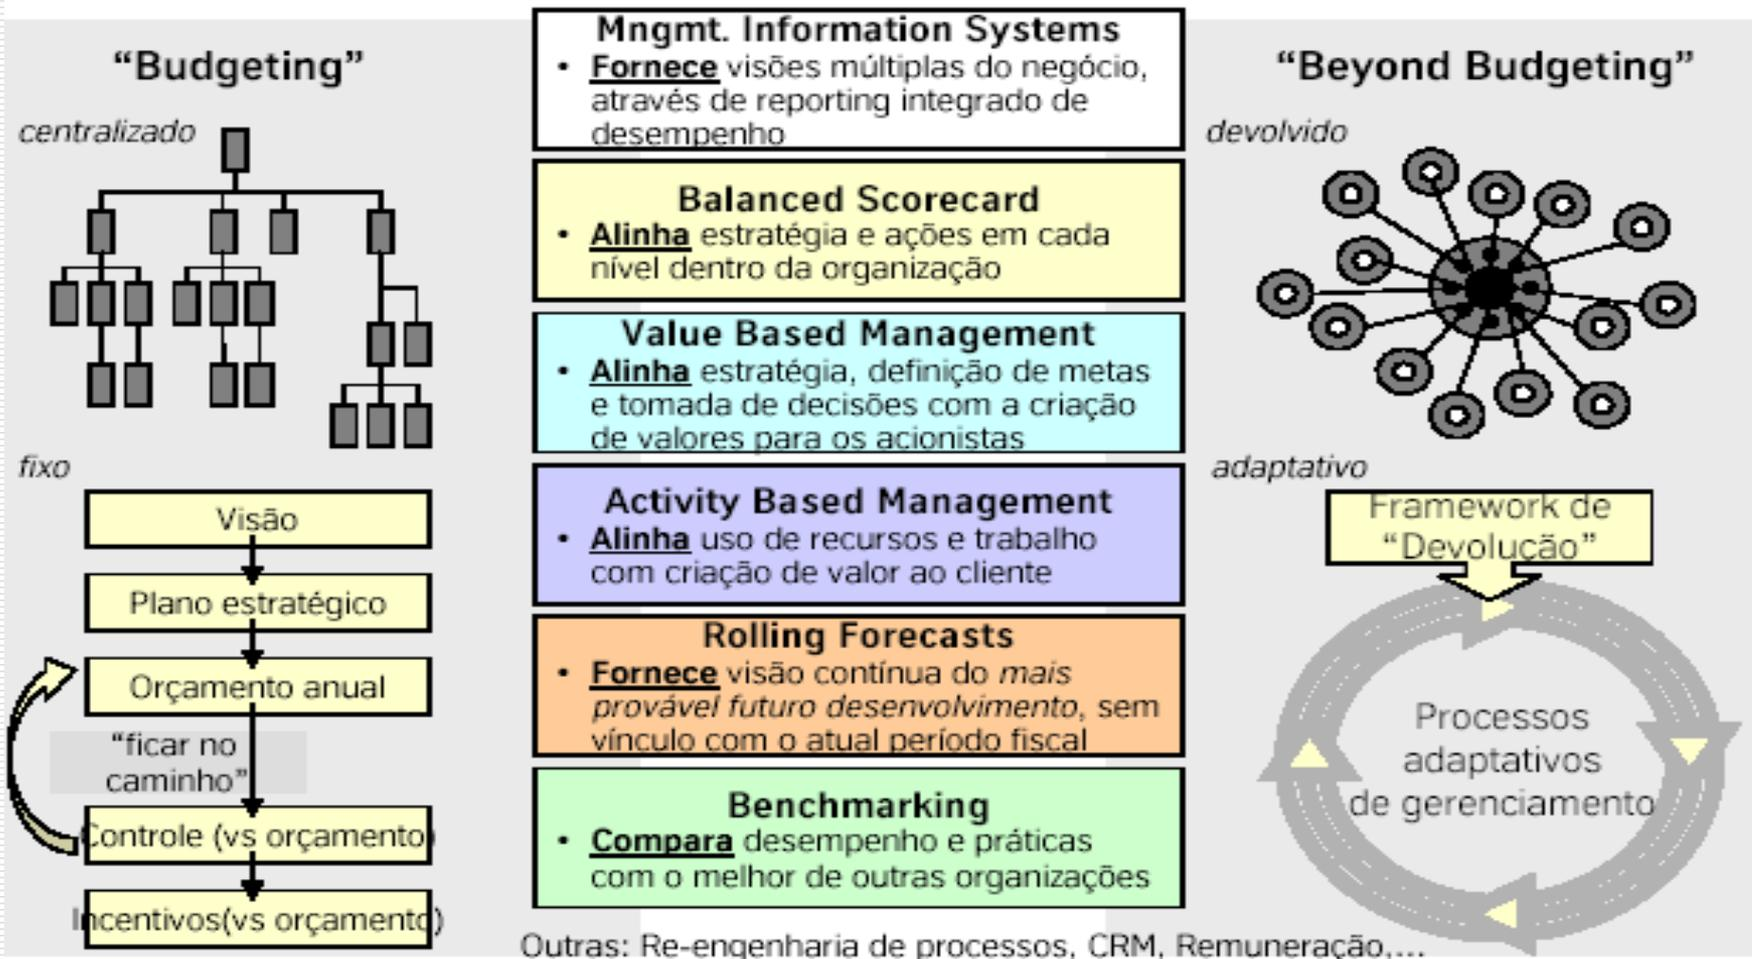 “Budgeting”
centralizado
fixo
Visão
Plano estratégico
Orçamento anual
“ficar no
caminho”
Controle (vs orçamento)
Incentivos(vs orçamento)
Mngmt. Information Systems
• Fornece visões múltiplas do negócio,
através de reporting integrado de
desempenho
Balanced Scorecard
• Alinha estratégia e ações em cada
nível dentro da organização
Value Based Management
• Alinha estratégia, definição de metas
e tomada de decisões com a criação
de valores para os acionistas
Activity Based Management
• Alinha uso de recursos e trabalho
com criação de valor ao cliente
Rolling Forecasts
• Fornece visão contínua do mais
provável futuro desenvolvimento, sem
vínculo com o atual período fiscal
Benchmarking
• Compara desempenho e práticas
com o melhor de outras organizações
Outras: Re-engenharia de processos, CRM, Remuneração,...
“Beyond Budgeting”
devolvido
adaptativo
Framework de
“Devolução”
Processos
adaptativos
de gerenciamento